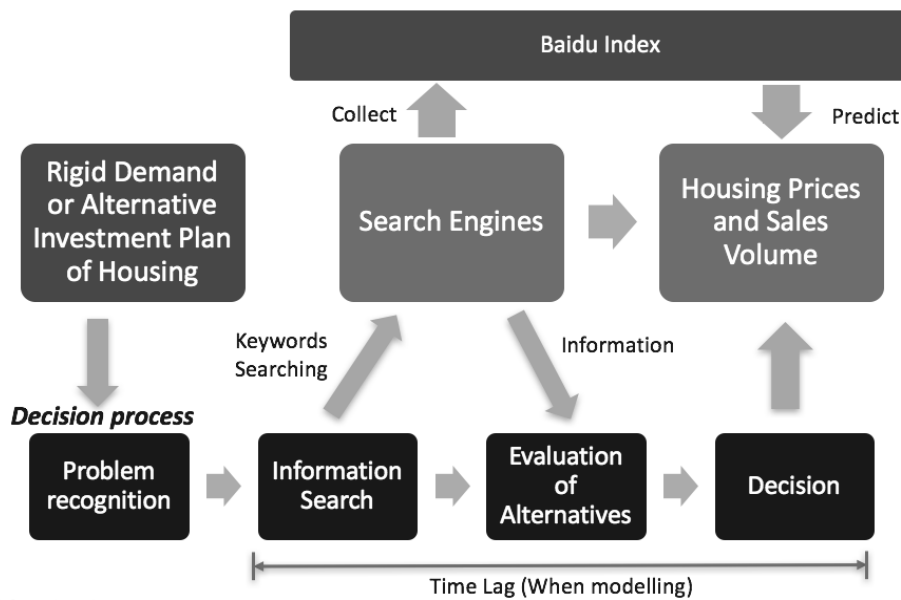 Baidu Index
Collect
Predict
Rigid Demand
or Alternative
Investment Plan
of Housing
Search Engines
Housing Prices
and Sales
Volume
Keywords
Searching
Information
Decision process
Problem
recognition
Information
Search
Evaluation
of
Alternatives
Decision
Time Lag (When modelling)